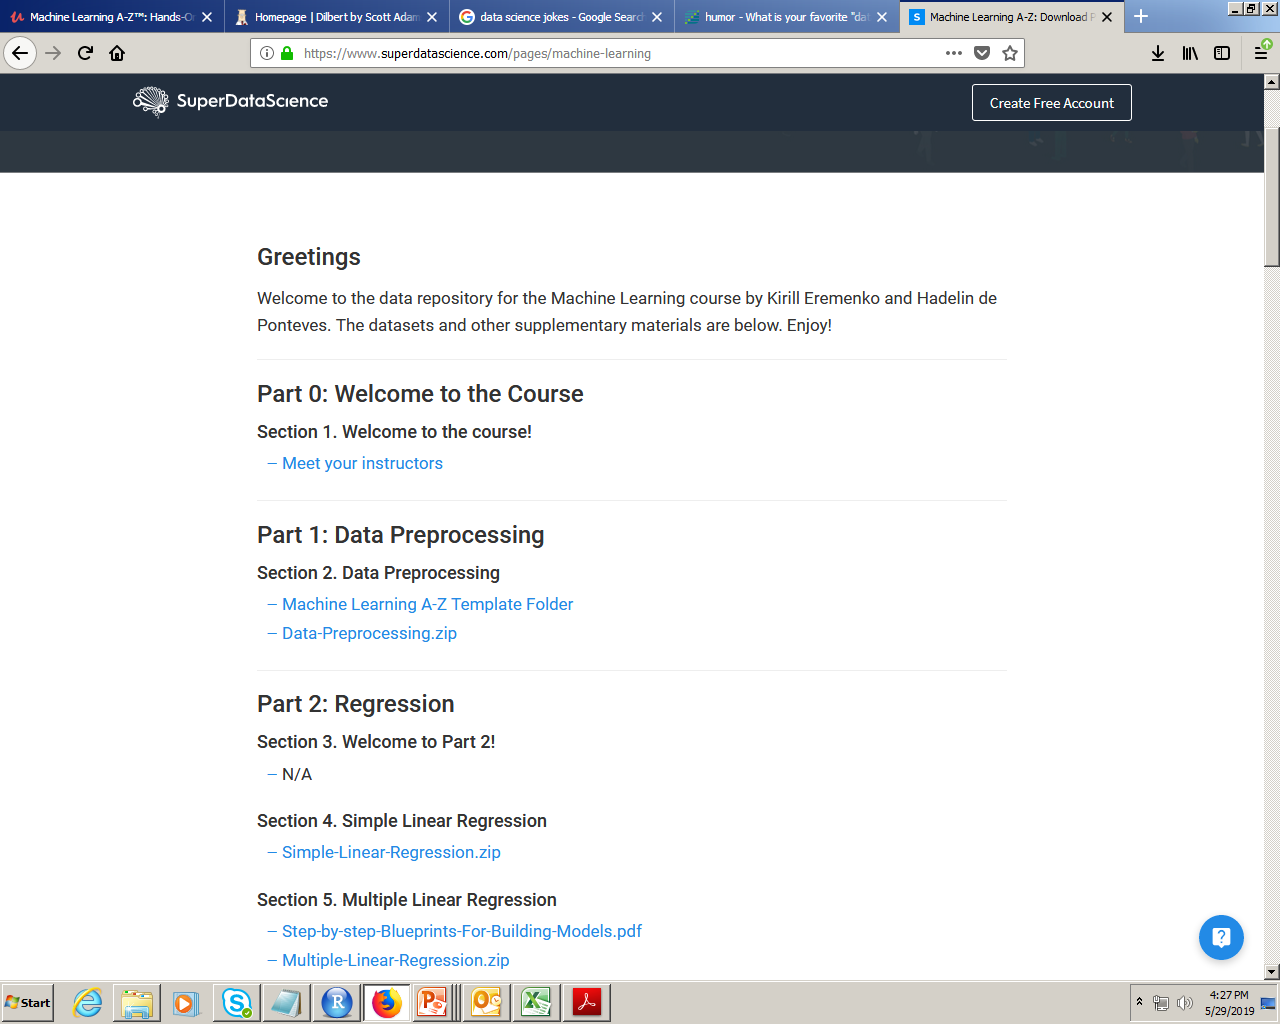 Machine Learning A-Z™: Hands-On
Homepage | Dilbert by Scott Adam
data science jokes - Google Search
humor - What is your favorite "dat
Machine Learning A-Z: Download P
https://www.superdatascience.com/pages/machine-learning
SuperDataScience
Create Free Account
Greetings
Welcome to the data repository for the Machine Learning course by Kirill Eremenko and Hadelin de
Ponteves. The datasets and other supplementary materials are below. Enjoy!
Part 0: Welcome to the Course
Section 1. Welcome to the course!
– Meet your instructors
Part 1: Data Preprocessing
Section 2. Data Preprocessing
– Machine Learning A-Z Template Folder
– Data-Preprocessing.zip
Part 2: Regression
Section 3. Welcome to Part 2!
– N/A
Section 4. Simple Linear Regression
– Simple-Linear-Regression.zip
Section 5. Multiple Linear Regression
– Step-by-step-Blueprints-For-Building-Models.pdf
– Multiple-Linear-Regression.zip
Start
4:27 PM
5/29/2019